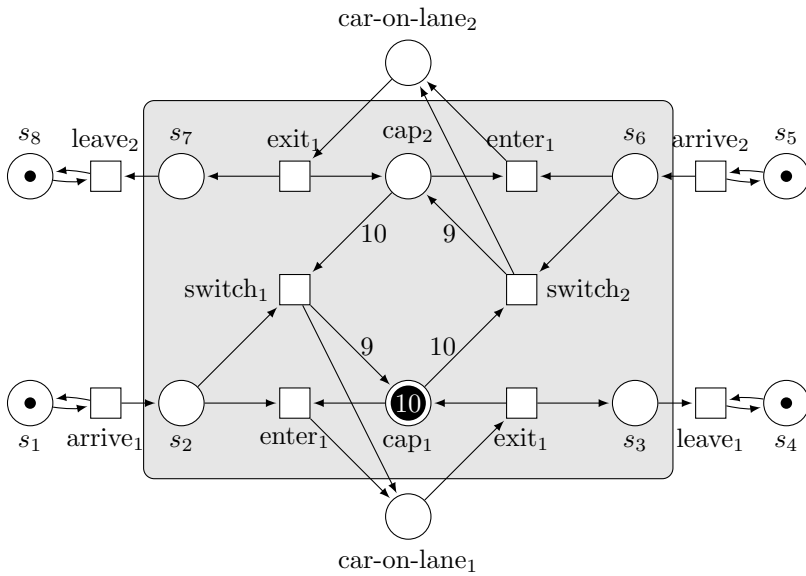 car-on-lane₂
s₈ leave₂ s₇ exit₁ cap₂ enter₁ s₆ arrive₂ s₅
10 9
switch₁ switch₂
9 10
10
s₁ arrive₁ s₂ enter₁ cap₁ exit₁ s₃ leave₁ s₄
car-on-lane₁